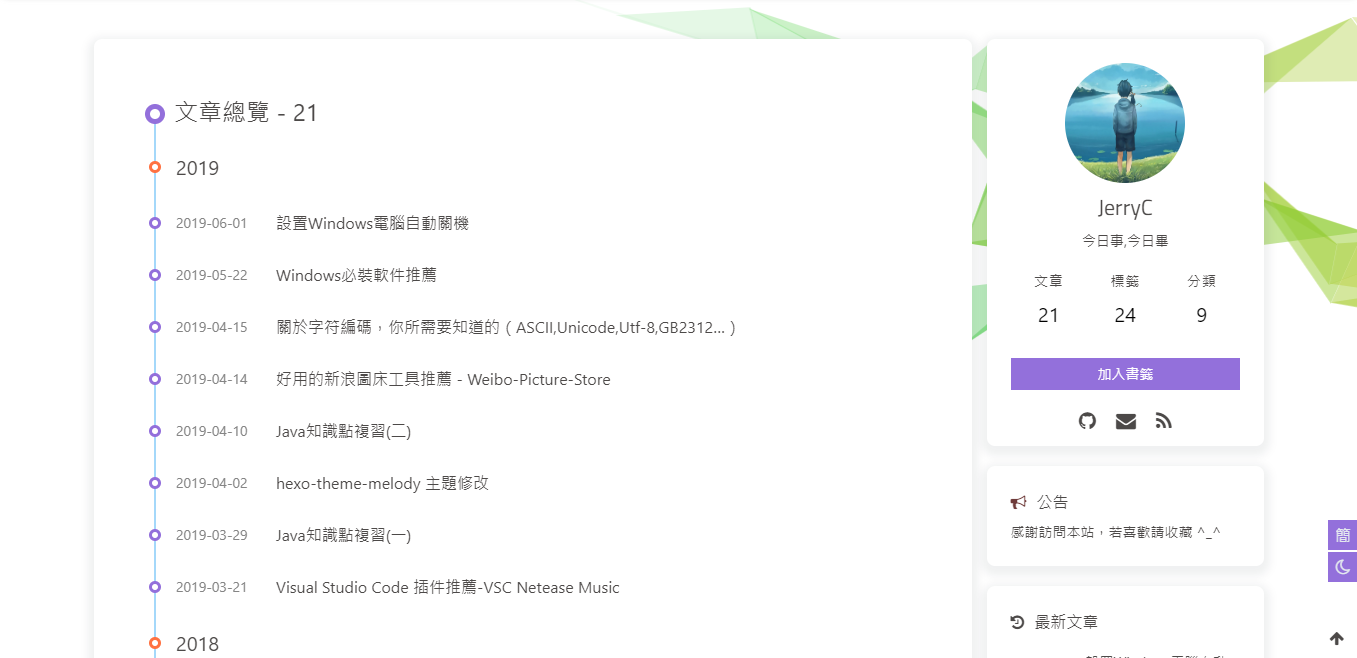 文章總覽 - 21
2019
2019-06-01 設置Windows電腦自動關機
2019-05-22 Windows必裝軟件推薦
2019-04-15 關於字符編碼，你所需要知道的（ASCII,Unicode,Utf-8,GB2312...）
2019-04-14 好用的新浪圖床工具推薦 - Weibo-Picture-Store
2019-04-10 Java知識點複習(二)
2019-04-02 hexo-theme-melody 主題修改
2019-03-29 Java知識點複習(一)
2019-03-21 Visual Studio Code 插件推薦-VSC Netease Music
2018
JerryC
今日事,今日畢
文章 標籤 分類
21 24 9
加入書籤
公告
感謝訪問本站，若喜歡請收藏 ^_^
最新文章
簡